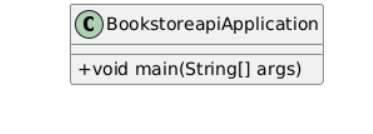 C BookstoreapiApplication
+void main(String[] args)